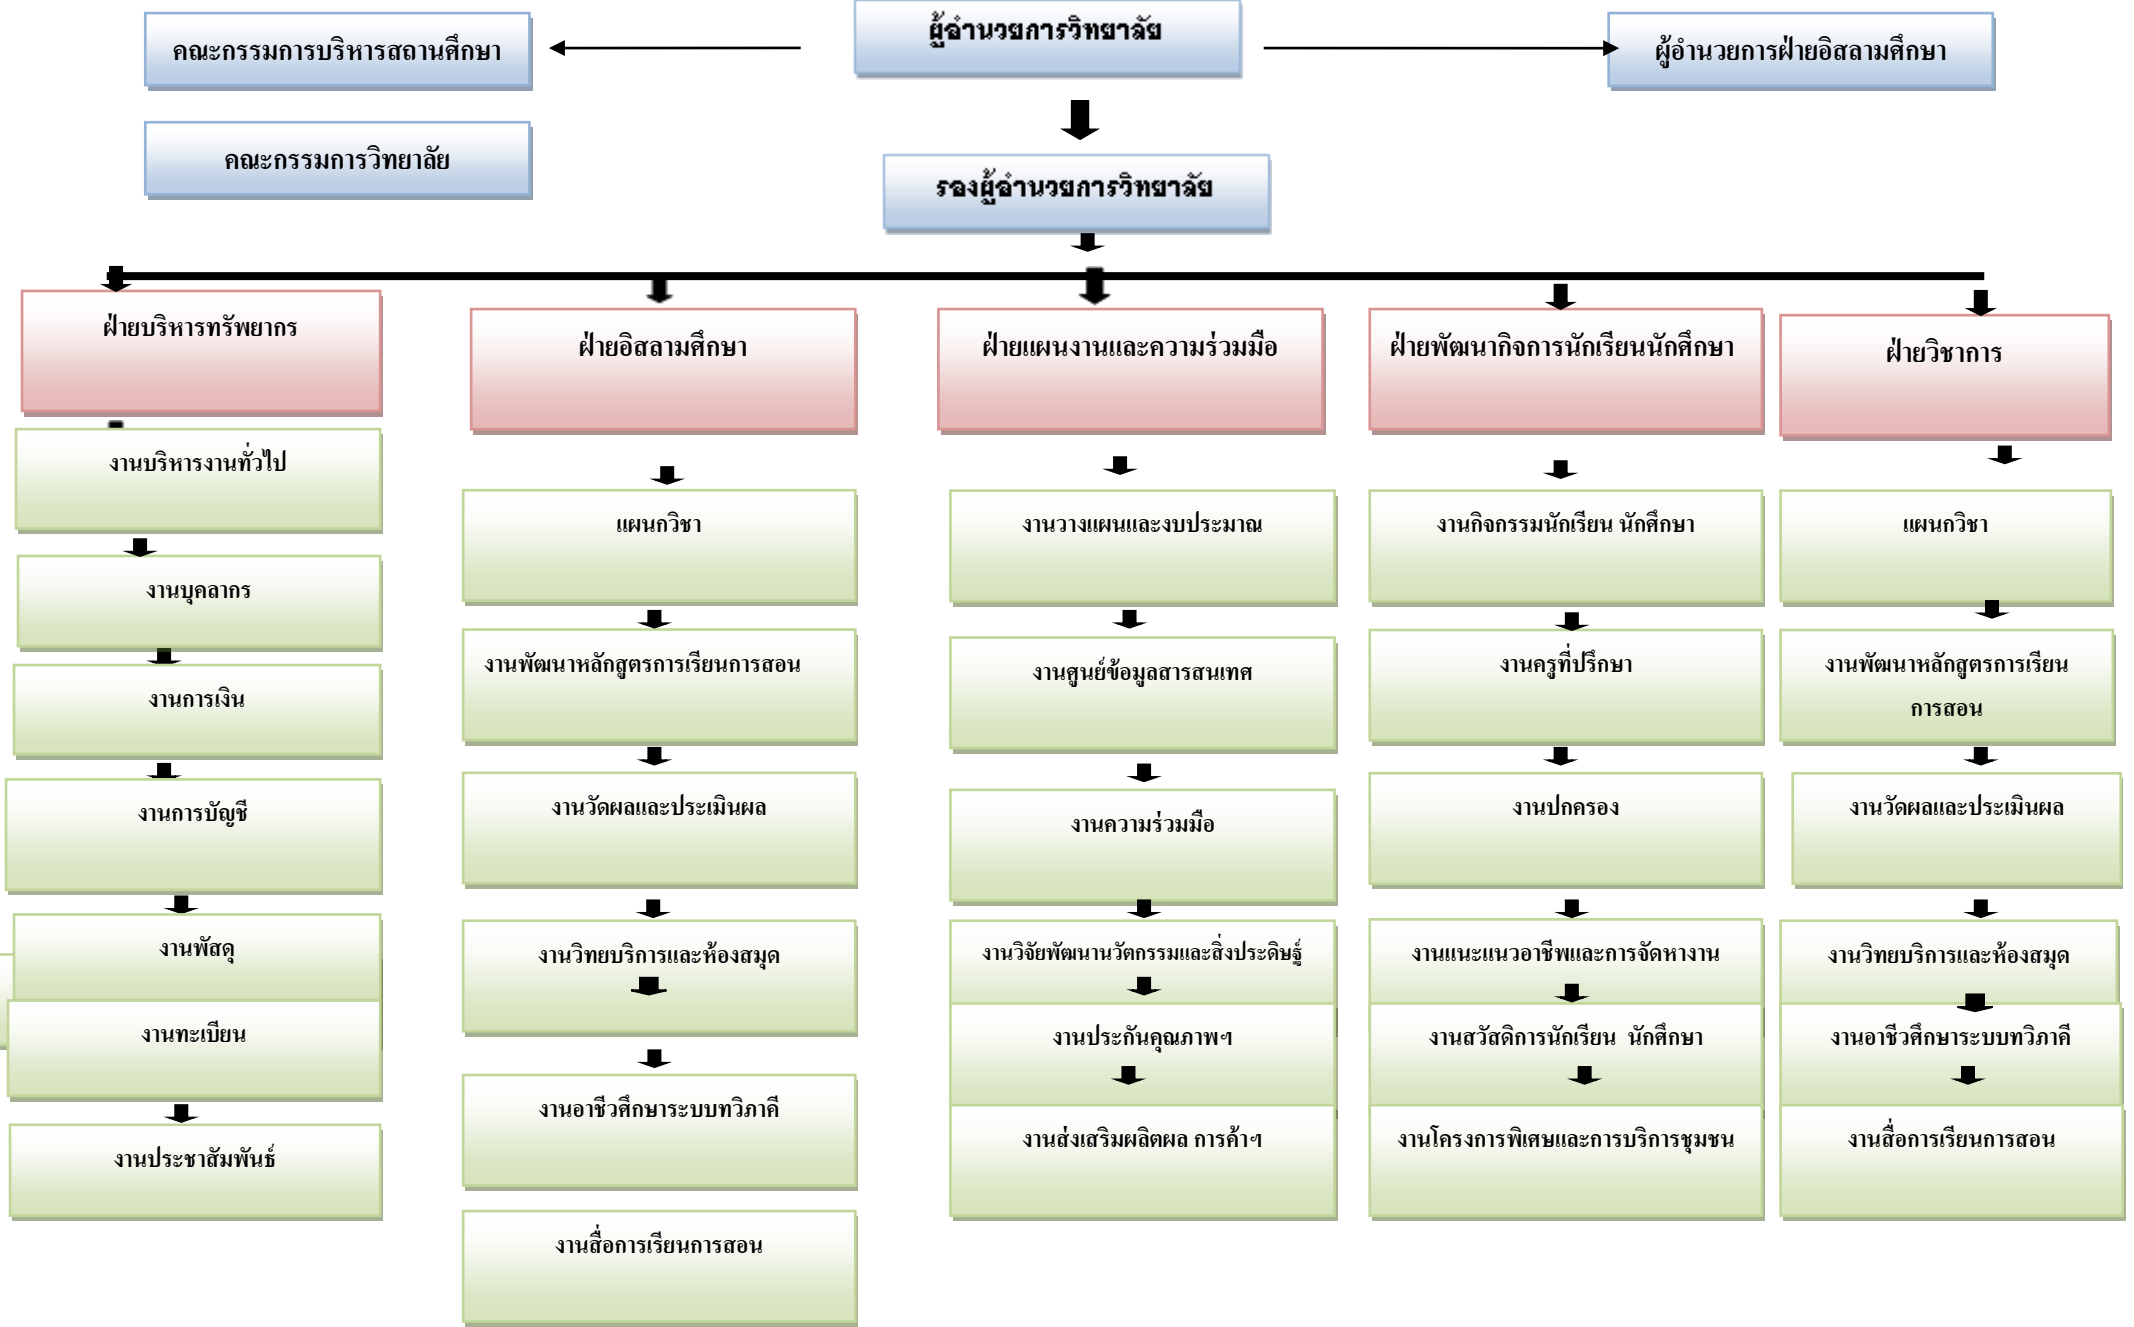 ผู้อำนวยการวิทยาลัย
คณะกรรมการบริหารสถานศึกษา
ผู้อำนวยการฝ่ายอิสลามศึกษา
คณะกรรมการวิทยาลัย
รองผู้อำนวยการวิทยาลัย
ฝ่ายบริหารทรัพยากร
งานบริหารงานทั่วไป
งานบุคลากร
งานการเงิน
งานการบัญชี
งานพัสดุ
งานทะเบียน
งานประชาสัมพันธ์
ฝ่ายอิสลามศึกษา
แผนกวิชา
งานพัฒนาหลักสูตรการเรียนการสอน
งานวัดผลและประเมินผล
งานวิทยบริการและห้องสมุด
งานอาชีวศึกษาระบบทวิภาคี
งานสื่อการเรียนการสอน
ฝ่ายแผนงานและความร่วมมือ
งานวางแผนและงบประมาณ
งานศูนย์ข้อมูลสารสนเทศ
งานความร่วมมือ
งานวิจัยพัฒนานวัตกรรมและสิ่งประดิษฐ์
งานประกันคุณภาพฯ
งานส่งเสริมผลิตผล การค้าฯ
ฝ่ายพัฒนากิจการนักเรียนนักศึกษา
งานกิจกรรมนักเรียน นักศึกษา
งานครูที่ปรึกษา
งานปกครอง
งานแนะแนวอาชีพและการจัดหางาน
งานสวัสดิการนักเรียน นักศึกษา
งานโครงการพิเศษและการบริการชุมชน
ฝ่ายวิชาการ
แผนกวิชา
งานพัฒนาหลักสูตรการเรียน
การสอน
งานวัดผลและประเมินผล
งานวิทยบริการและห้องสมุด
งานอาชีวศึกษาระบบทวิภาคี
งานสื่อการเรียนการสอน